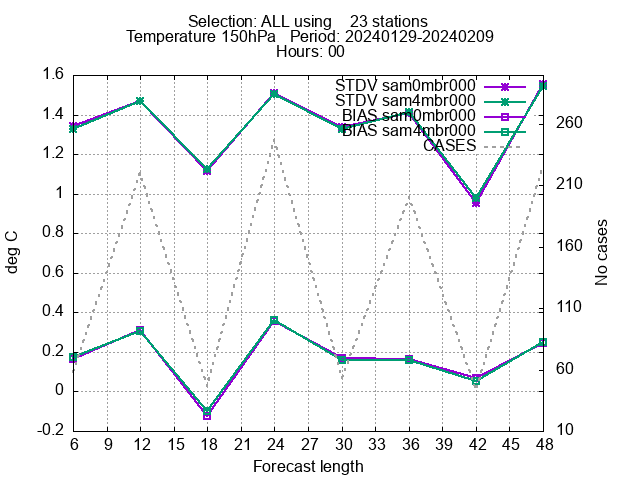 Selection: ALL using    23 stations
Temperature 150hPa   Period: 20240129-20240209
Hours: 00
STDV sam0mbr000
STDV sam4mbr000
BIAS sam0mbr000
BIAS sam4mbr000
CASES
deg C
1.6
1.4
1.2
1
0.8
0.6
0.4
0.2
0
-0.2
260
210
160
110
60
10
No cases
6 12 15 18 21 24 27 30 33 36 39 42 45 48
Forecast length